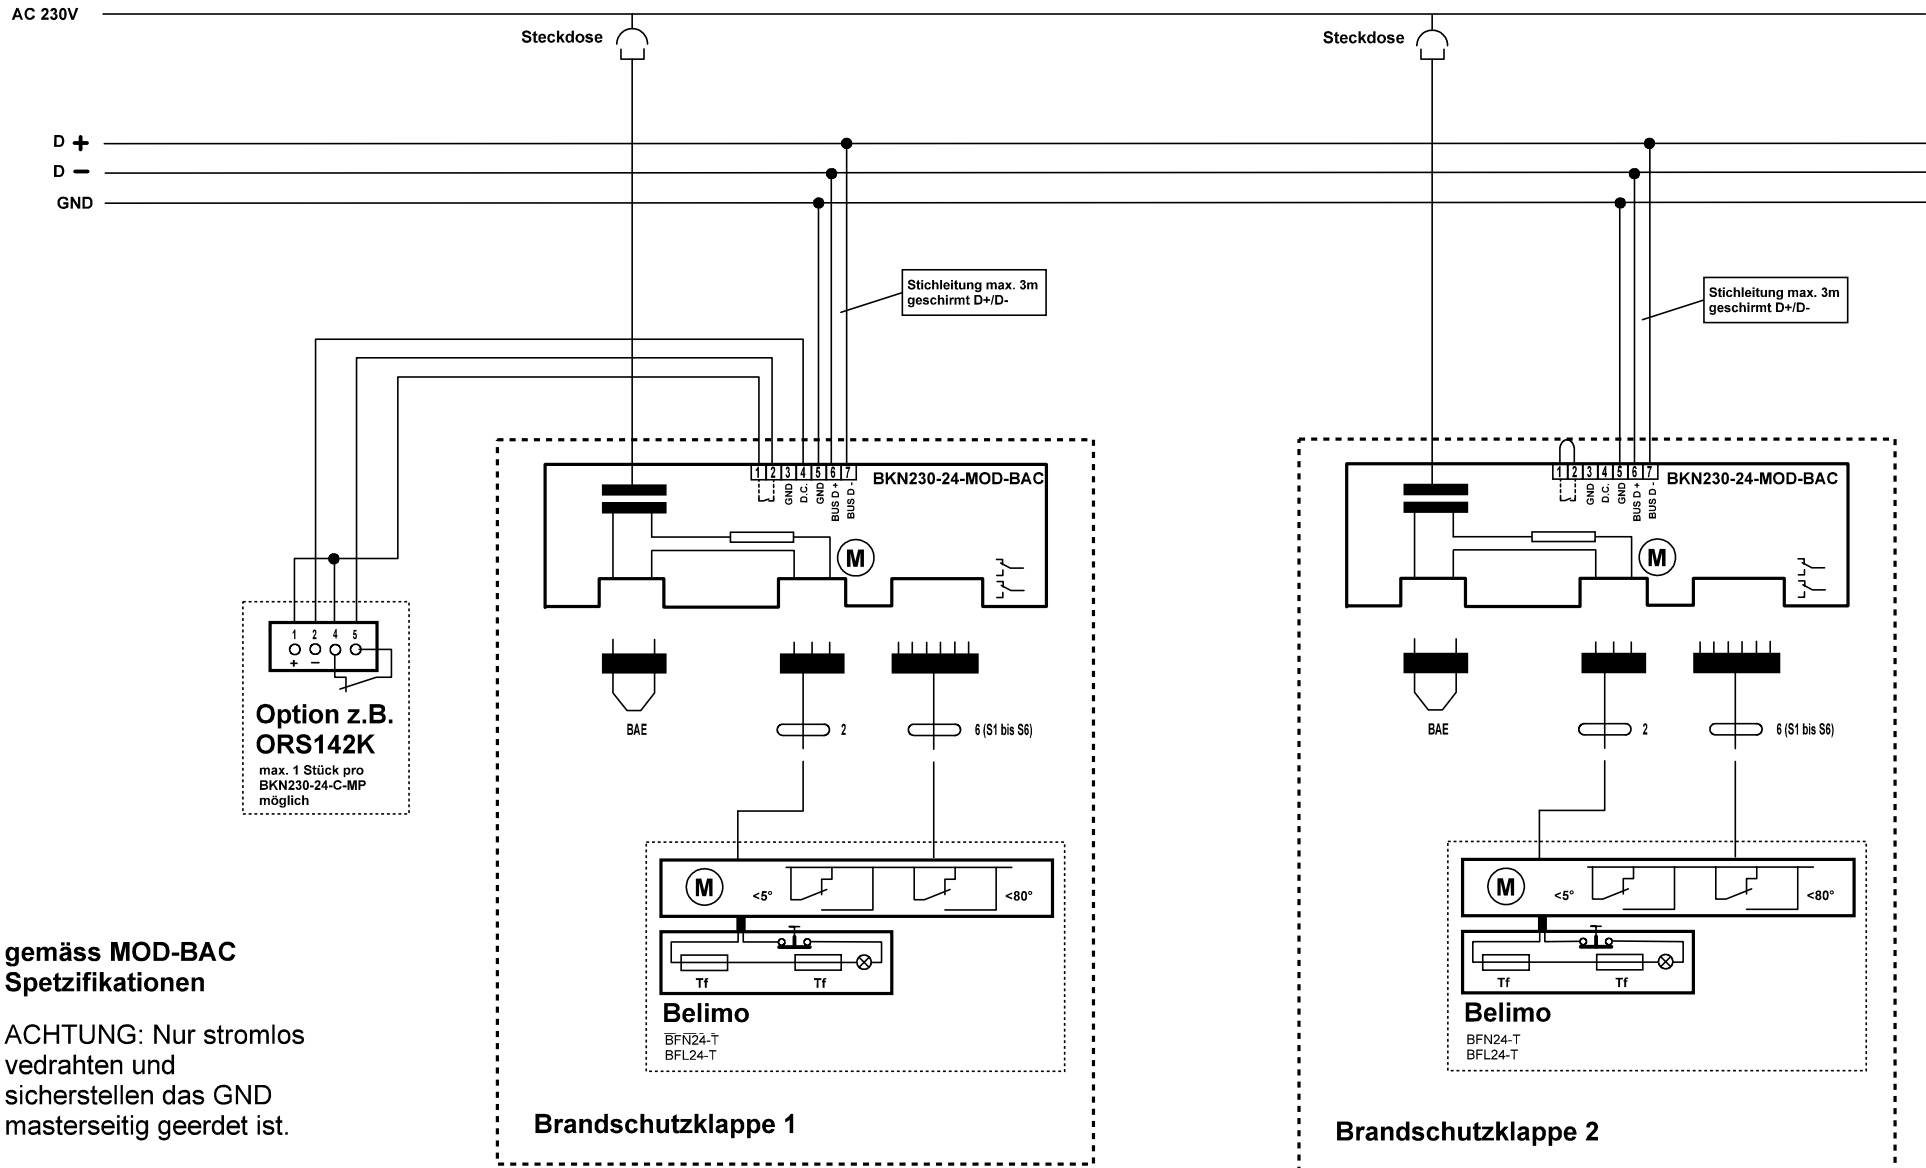 AC 230V
Steckdose
Steckdose
D +
D −
GND
Stichleitung max. 3m
geschirmt D+/D-
Stichleitung max. 3m
geschirmt D+/D-
1 2 3 4 5 6 7
GND
D.C.
GND
BUS D +
BUS D -
BKN230-24-MOD-BAC
M
1 2 3 4 5 6 7
GND
D.C.
GND
BUS D +
BUS D -
BKN230-24-MOD-BAC
M
1 2 4 5
+ −
Option z.B.
ORS142K
max. 1 Stück pro
BKN230-24-C-MP
möglich
BAE
2
6 (S1 bis S6)
BAE
2
6 (S1 bis S6)
M
<5°
<80°
Tf
Tf
Belimo
BFN24-T
BFL24-T
Brandschutzklappe 1
M
<5°
<80°
Tf
Tf
Belimo
BFN24-T
BFL24-T
Brandschutzklappe 2
gemäss MOD-BAC
Spetzifikationen
ACHTUNG: Nur stromlos
vedrahten und
sicherstellen das GND
masterseitig geerdet ist.